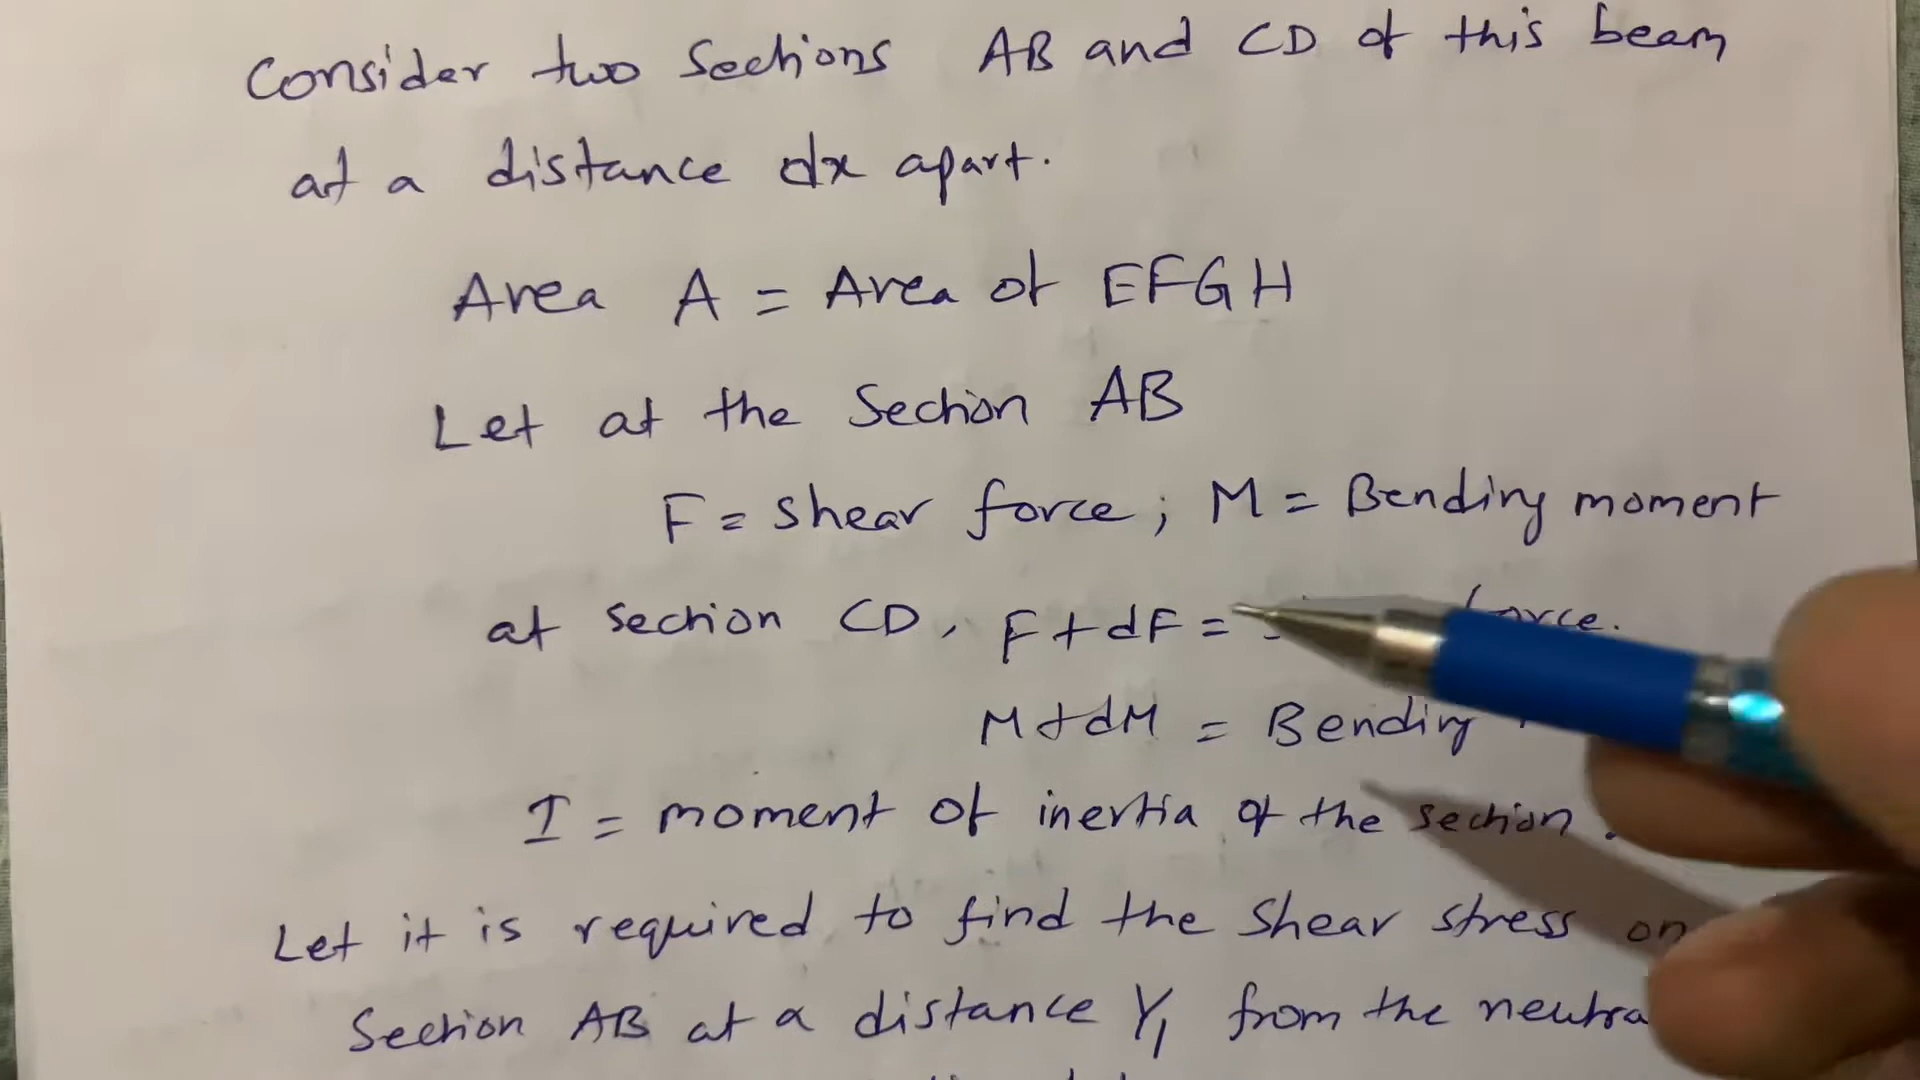 Consider two Sections AB and CD of this beam
at a distance dx apart.
Area A = Area of EFGH
Let at the Section AB
F = shear force; M = Bending moment
at section CD, F+dF = force.
M+dM = Bending
I = moment of inertia of the section.
Let it is required to find the shear stress on
Section AB at a distance Y₁ from the